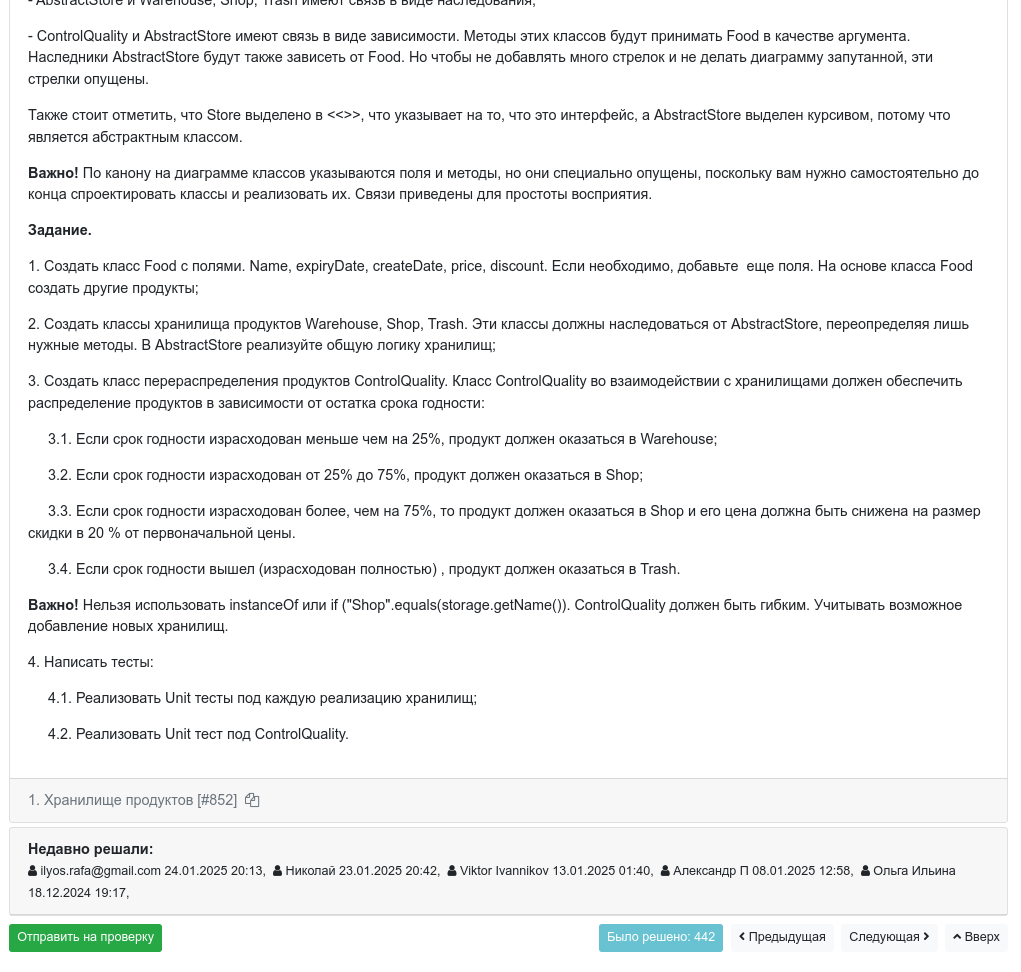 - AbstractStore и Warehouse, Shop, Trash имеют связь в виде наследования;
- ControlQuality и AbstractStore имеют связь в виде зависимости. Методы этих классов будут принимать Food в качестве аргумента.
Наследники AbstractStore будут также зависеть от Food. Но чтобы не добавлять много стрелок и не делать диаграмму запутанной, эти
стрелки опущены.
Также стоит отметить, что Store выделено в <<>>, что указывает на то, что это интерфейс, а AbstractStore выделен курсивом, потому что
является абстрактным классом.
Важно! По канону на диаграмме классов указываются поля и методы, но они специально опущены, поскольку вам нужно самостоятельно до
конца спроектировать классы и реализовать их. Связи приведены для простоты восприятия.
Задание.
1. Создать класс Food с полями. Name, expiryDate, createDate, price, discount. Если необходимо, добавьте  еще поля. На основе класса Food
создать другие продукты;
2. Создать классы хранилища продуктов Warehouse, Shop, Trash. Эти классы должны наследоваться от AbstractStore, переопределяя лишь
нужные методы. В AbstractStore реализуйте общую логику хранилищ;
3. Создать класс перераспределения продуктов ControlQuality. Класс ControlQuality во взаимодействии с хранилищами должен обеспечить
распределение продуктов в зависимости от остатка срока годности:
3.1. Если срок годности израсходован меньше чем на 25%, продукт должен оказаться в Warehouse;
3.2. Если срок годности израсходован от 25% до 75%, продукт должен оказаться в Shop;
3.3. Если срок годности израсходован более, чем на 75%, то продукт должен оказаться в Shop и его цена должна быть снижена на размер
скидки в 20 % от первоначальной цены.
3.4. Если срок годности вышел (израсходован полностью) , продукт должен оказаться в Trash.
Важно! Нельзя использовать instanceOf или if ("Shop".equals(storage.getName()). ControlQuality должен быть гибким. Учитывать возможное
добавление новых хранилищ.
4. Написать тесты:
4.1. Реализовать Unit тесты под каждую реализацию хранилищ;
4.2. Реализовать Unit тест под ControlQuality.
1. Хранилище продуктов [#852]
Недавно решали:
ilyos.rafa@gmail.com 24.01.2025 20:13, Николай 23.01.2025 20:42, Viktor Ivannikov 13.01.2025 01:40, Александр П 08.01.2025 12:58, Ольга Ильина
18.12.2024 19:17,
Отправить на проверку Было решено: 442 Предыдущая Следующая Вверх